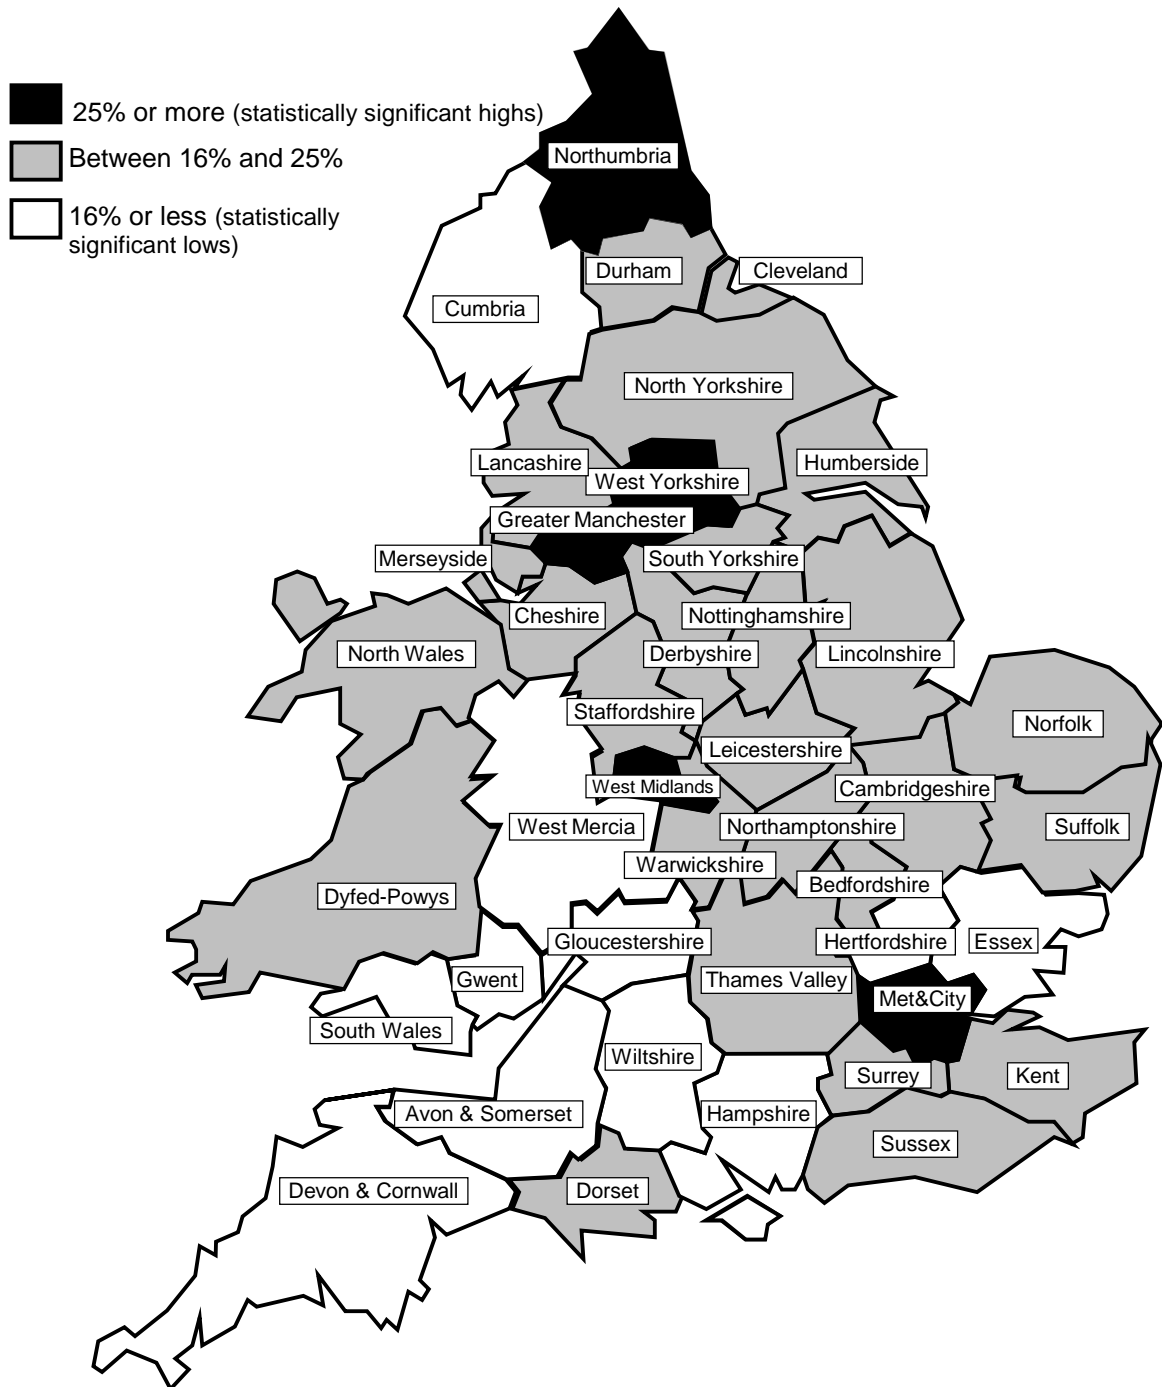 25% or more (statistically significant highs)
Between 16% and 25%
16% or less (statistically
significant lows)
Northumbria
Durham
Cleveland
Cumbria
North Yorkshire
Lancashire
Humberside
West Yorkshire
Greater Manchester
Merseyside
South Yorkshire
Cheshire
Nottinghamshire
North Wales
Derbyshire
Lincolnshire
Staffordshire
Norfolk
Leicestershire
West Midlands
Cambridgeshire
West Mercia
Northamptonshire
Suffolk
Warwickshire
Bedfordshire
Dyfed-Powys
Gloucestershire
Hertfordshire
Essex
Gwent
Thames Valley
Met&City
South Wales
Wiltshire
Surrey
Kent
Avon & Somerset
Hampshire
Sussex
Devon & Cornwall
Dorset